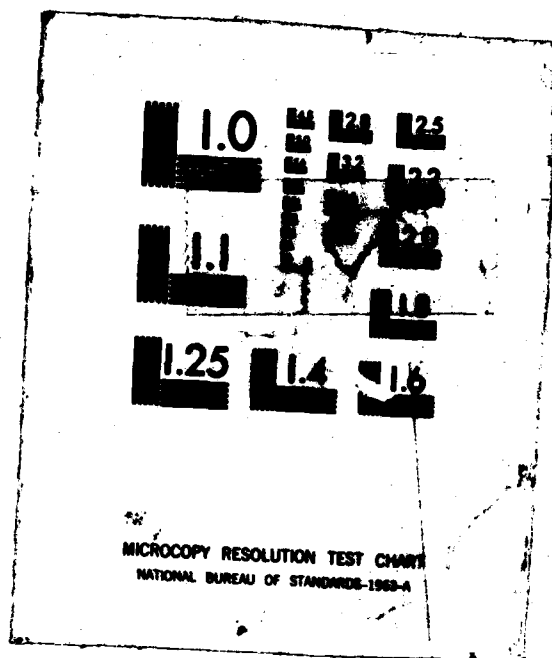 1.0 2.8 2.5
3.2 2.2
1.1 2.0
1.8
1.25 1.4 1.6
MICROCOPY RESOLUTION TEST CHART
NATIONAL BUREAU OF STANDARDS-1963-A